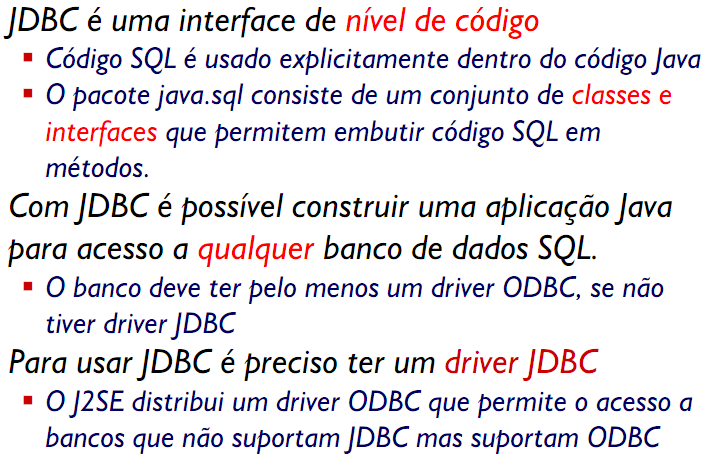 JDBC é uma interface de nível de código
▪ Código SQL é usado explicitamente dentro do código Java
▪ O pacote java.sql consiste de um conjunto de classes e
interfaces que permitem embutir código SQL em
métodos.
Com JDBC é possível construir uma aplicação Java
para acesso a qualquer banco de dados SQL.
▪ O banco deve ter pelo menos um driver ODBC, se não
tiver driver JDBC
Para usar JDBC é preciso ter um driver JDBC
▪ O J2SE distribui um driver ODBC que permite o acesso a
bancos que não suportam JDBC mas suportam ODBC